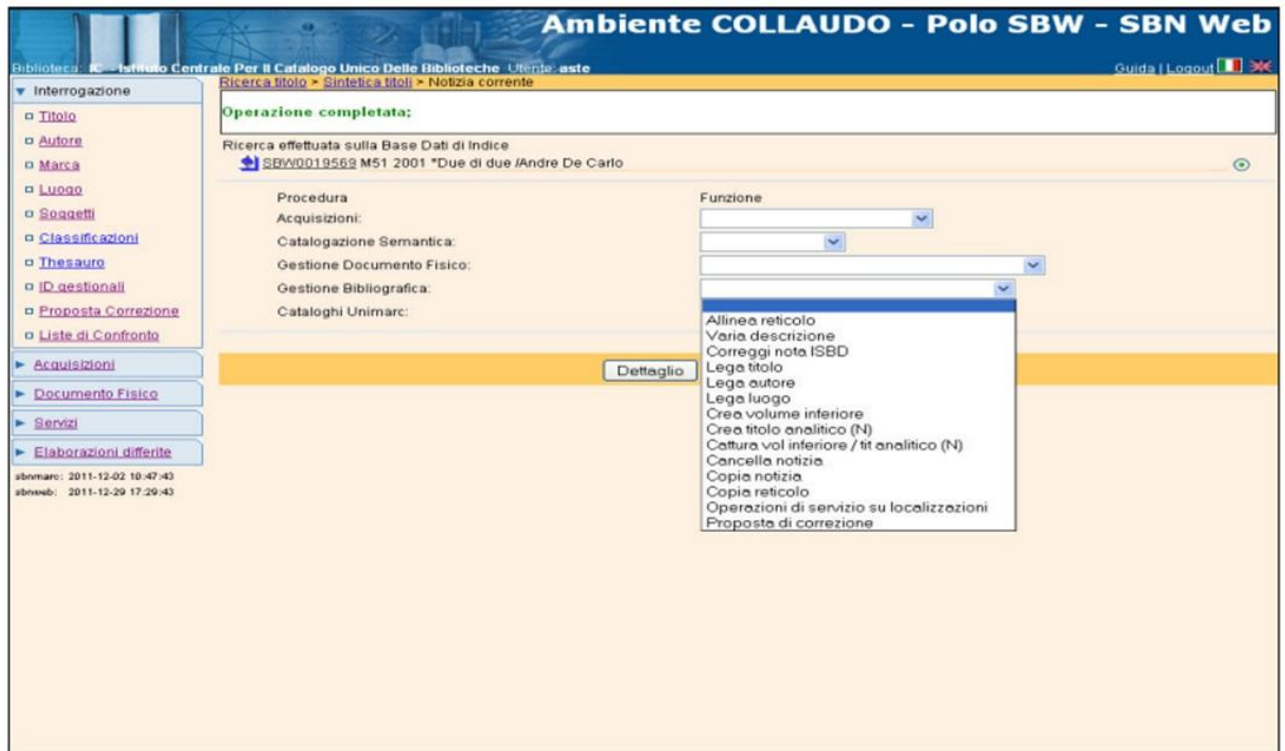 Ambiente COLLAUDO - Polo SBW - SBN Web
Biblioteca: IC - Istituto Centrale Per Il Catalogo Unico Delle Biblioteche Utente: aste
Guida | Logout
Interrogazione
Titolo
Autore
Marca
Luogo
Soggetti
Classificazioni
Thesauro
ID gestionali
Proposta Correzione
Liste di Confronto
Acquisizioni
Documento Fisico
Servizi
Elaborazioni differite
sbnmarc: 2011-12-02 10:47:43
sbnweb: 2011-12-29 17:29:43
Ricerca titolo > Sintetica titoli > Notizia corrente
Operazione completata;
Ricerca effettuata sulla Base Dati di Indice
SBW0019569 M51 2001 *Due di due /Andre De Carlo
Procedura Funzione
Acquisizioni:
Catalogazione Semantica:
Gestione Documento Fisico:
Gestione Bibliografica:
Cataloghi Unimarc:
Allinea reticolo
Varia descrizione
Correggi nota ISBD
Lega titolo
Lega autore
Lega luogo
Crea volume inferiore
Crea titolo analitico (N)
Cattura vol inferiore / tit analitico (N)
Cancella notizia
Copia notizia
Copia reticolo
Operazioni di servizio su localizzazioni
Proposta di correzione
Dettaglio